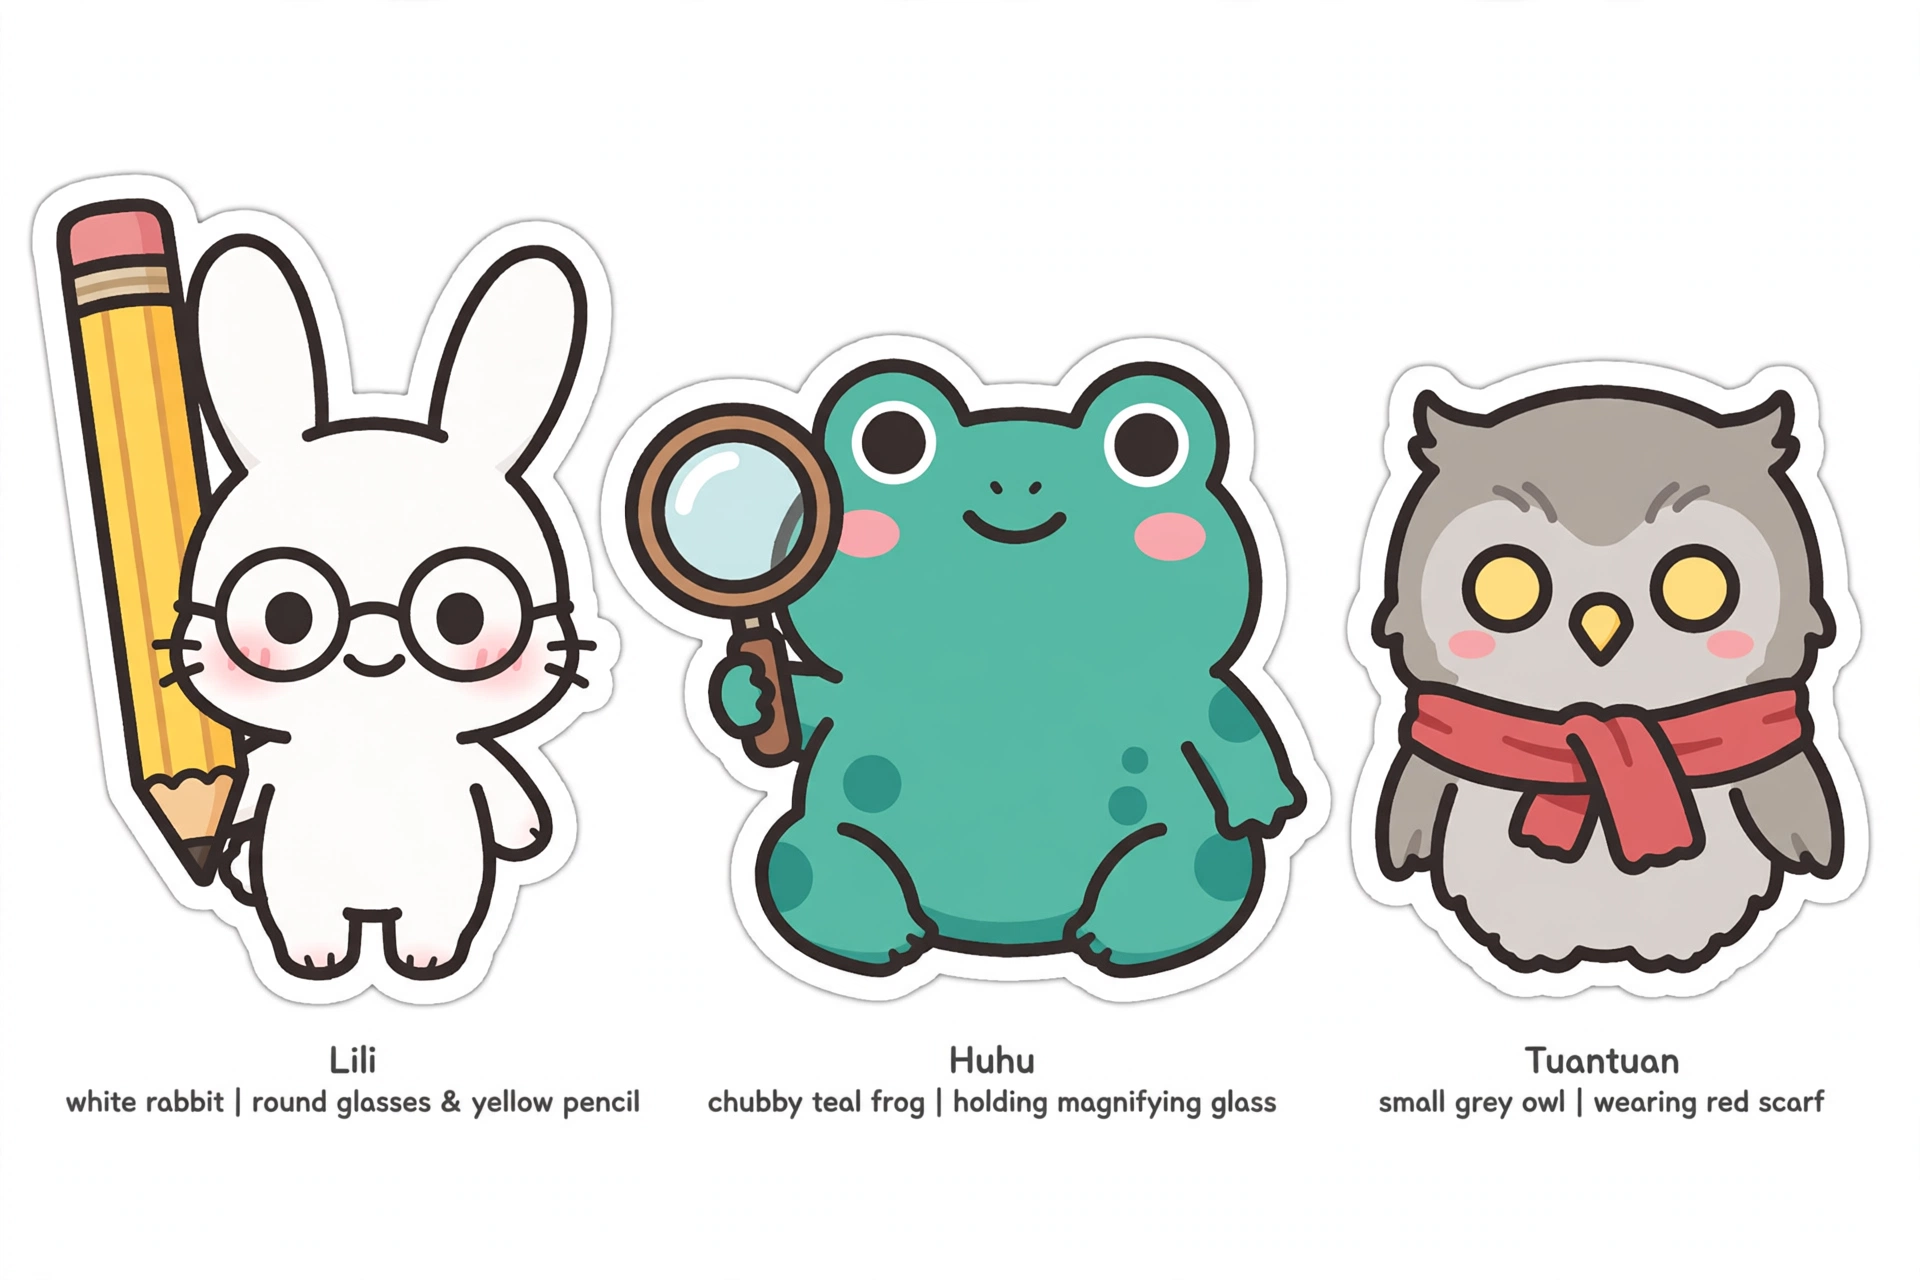 Lili
white rabbit | round glasses & yellow pencil
Huhu
chubby teal frog | holding magnifying glass
Tuantuan
small grey owl | wearing red scarf